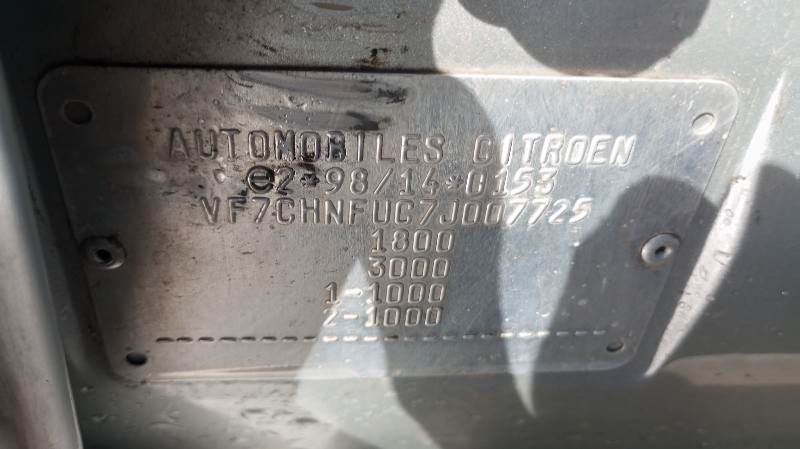 AUTOMOBILES CITROEN
e2*98/14*0153
VF7CHNFUC7J007725
1800
3000
1-1000
2-1000